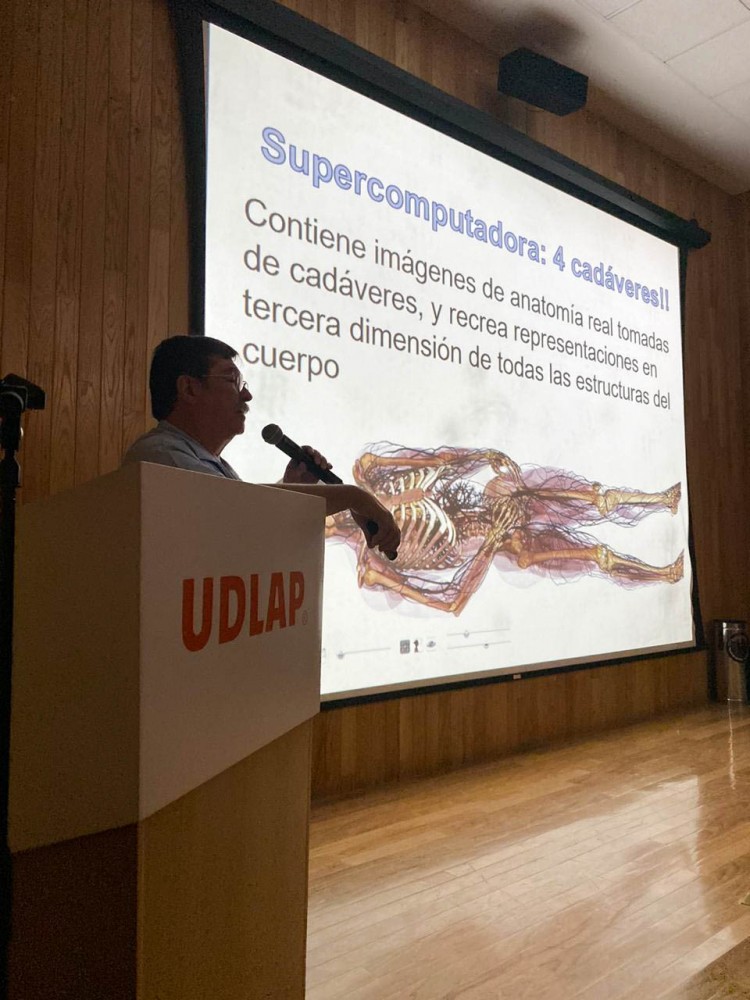 Supercomputadora: 4 cadáveres!!
Contiene imágenes de anatomía real tomadas
de cadáveres, y recrea representaciones en
tercera dimensión de todas las estructuras del
cuerpo
UDLAP